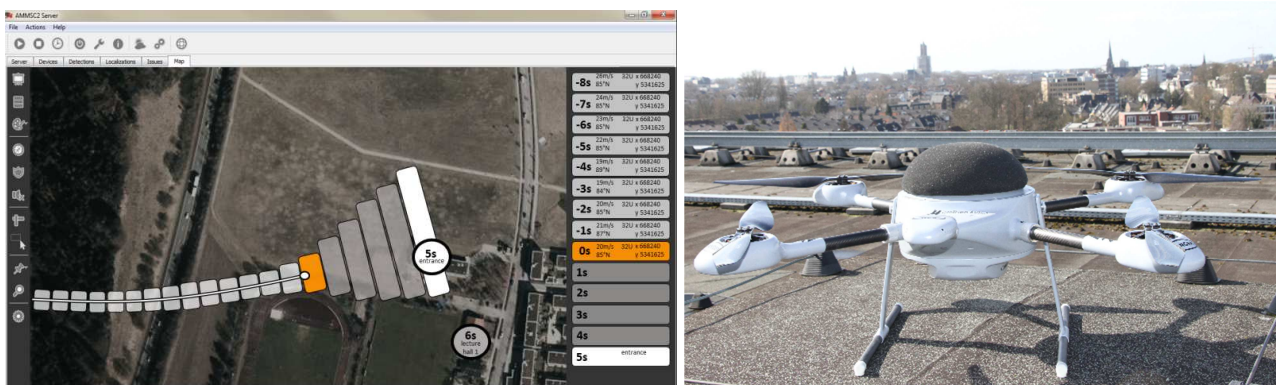 AMMSC2 Server
File Actions Help
Server Devices Detections Localizations Issues Map
-8s 26m/s 32U x 668240
85°N y 5341625
-7s 24m/s 32U x 668240
85°N y 5341625
-6s 23m/s 32U x 668240
85°N y 5341625
-5s 22m/s 32U x 668240
85°N y 5341625
-4s 19m/s 32U x 668240
89°N y 5341625
-3s 19m/s 32U x 668240
84°N y 5341625
-2s 20m/s 32U x 668240
85°N y 5341625
-1s 21m/s 32U x 668240
87°N y 5341625
0s 20m/s 32U x 668240
85°N y 5341625
1s
2s
3s
4s
5s entrance
5s
entrance
6s
lecture
hall 1